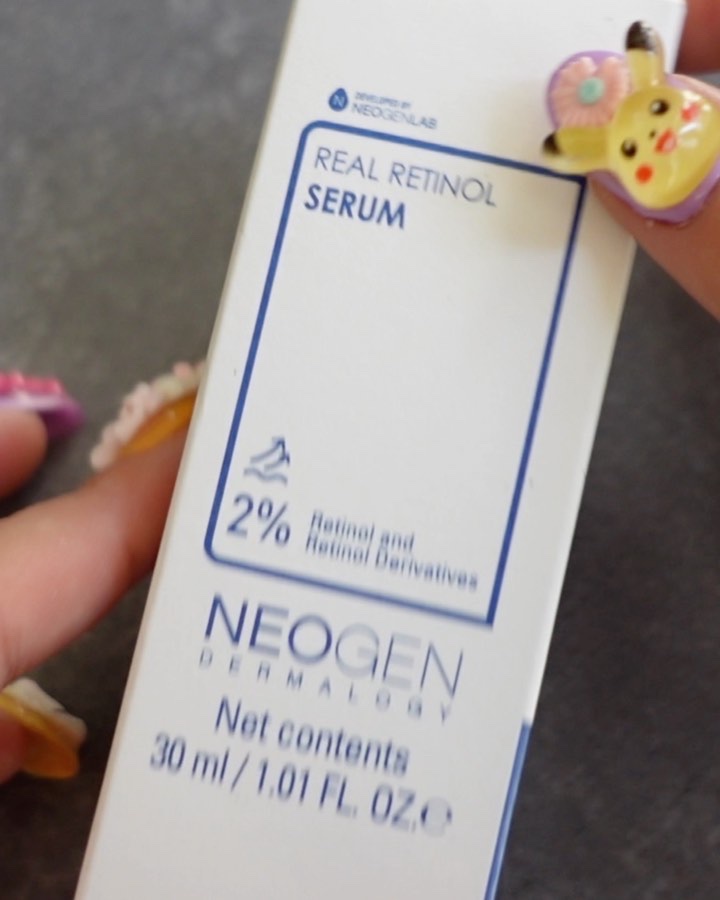 N
DEVELOPED BY
NEOGENLAB
REAL RETINOL
SERUM
2%
Retinol and
Retinol Derivatives
NEOGEN
DERMALOGY
Net contents
30 ml / 1.01 FL. OZ.℮